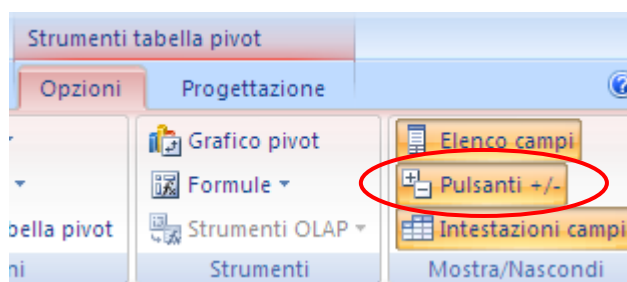 Strumenti tabella pivot
Opzioni Progettazione
Grafico pivot Elenco campi
Formule Pulsanti +/-
pivot Strumenti OLAP Intestazioni campi
Strumenti Mostra/Nascondi